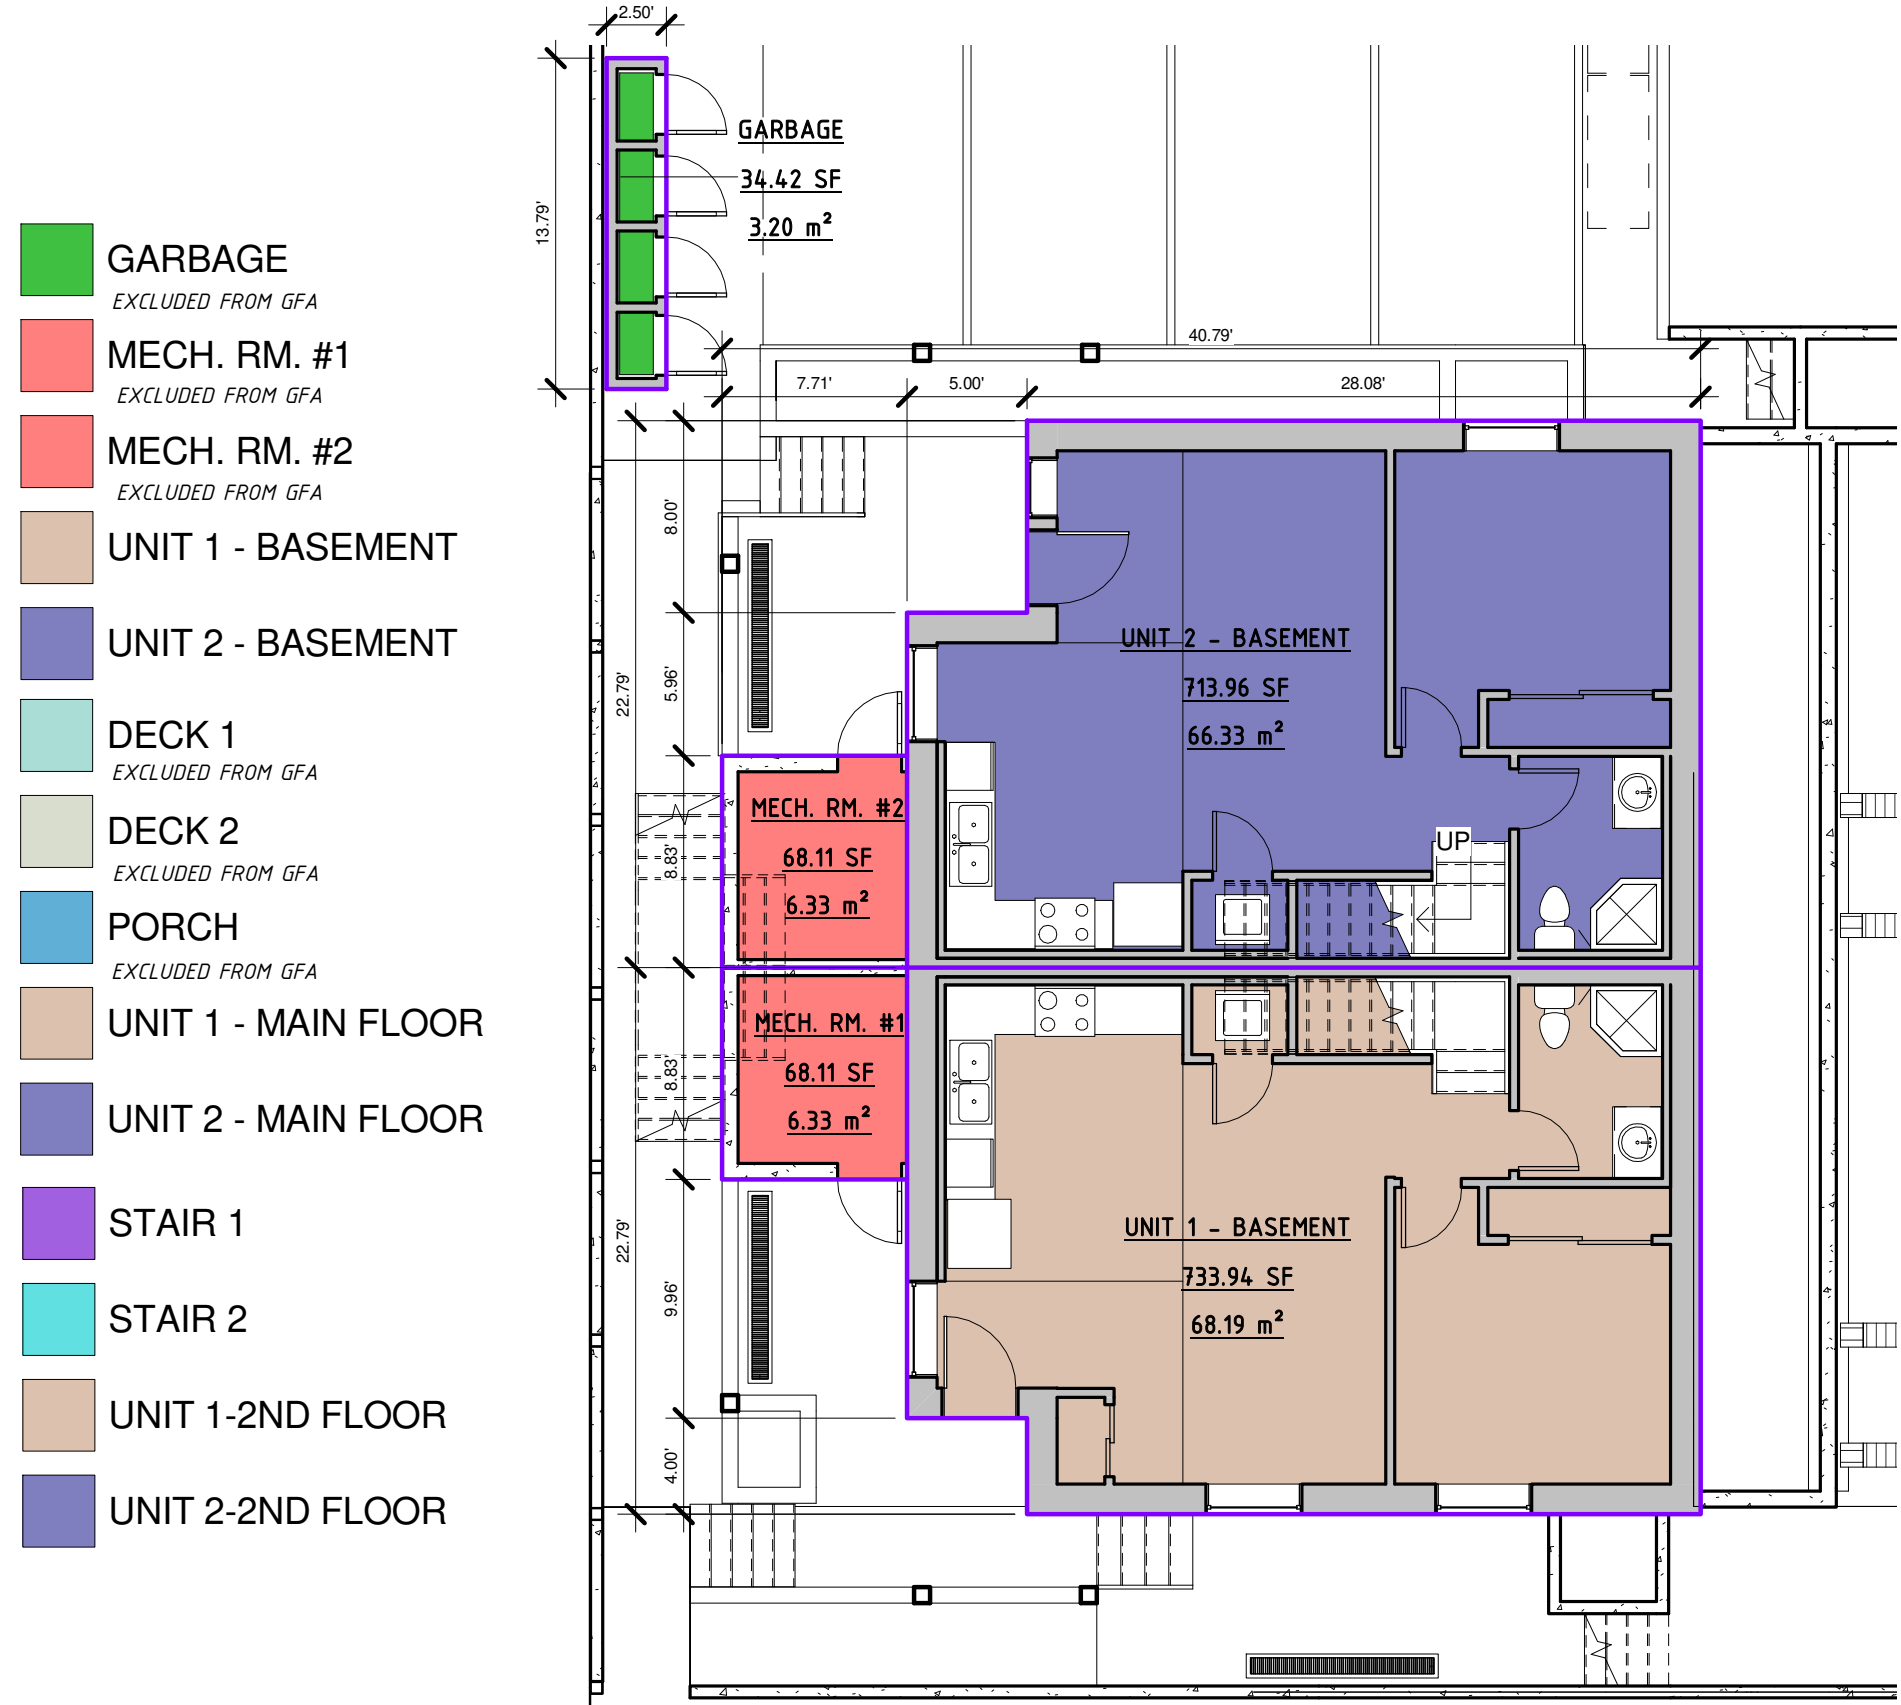 2.50'
13.79'
GARBAGE
34.42 SF
3.20 m²
GARBAGE
EXCLUDED FROM GFA
MECH. RM. #1
EXCLUDED FROM GFA
MECH. RM. #2
EXCLUDED FROM GFA
UNIT 1 - BASEMENT
UNIT 2 - BASEMENT
DECK 1
EXCLUDED FROM GFA
DECK 2
EXCLUDED FROM GFA
PORCH
EXCLUDED FROM GFA
UNIT 1 - MAIN FLOOR
UNIT 2 - MAIN FLOOR
STAIR 1
STAIR 2
UNIT 1-2ND FLOOR
UNIT 2-2ND FLOOR
40.79'
7.71'
5.00'
28.08'
8.00'
5.96'
22.79'
8.83'
8.83'
22.79'
9.96'
4.00'
UNIT 2 - BASEMENT
713.96 SF
66.33 m²
MECH. RM. #2
68.11 SF
6.33 m²
UP
MECH. RM. #1
68.11 SF
6.33 m²
UNIT 1 - BASEMENT
733.94 SF
68.19 m²